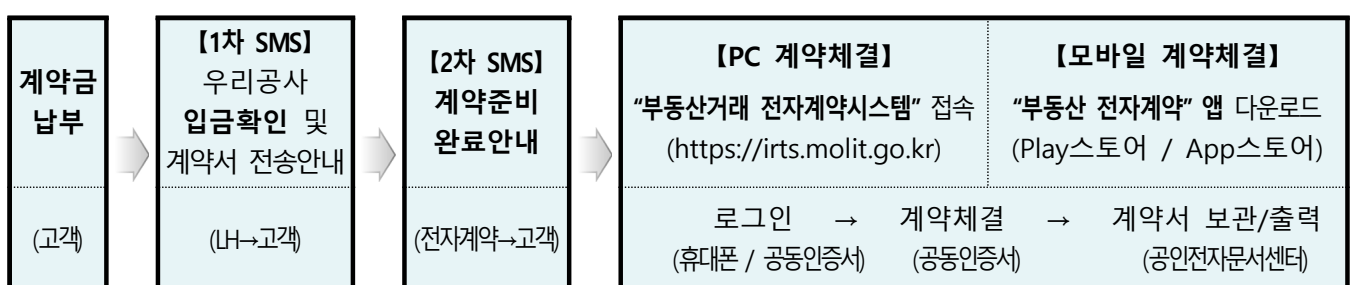 계약금
납부
(고객)
【1차 SMS】
우리공사
입금확인 및
계약서 전송안내
(LH→고객)
【2차 SMS】
계약준비
완료안내
(전자계약→고객)
【PC 계약체결】
“부동산거래 전자계약시스템” 접속
(https://irts.molit.go.kr)
【모바일 계약체결】
“부동산 전자계약” 앱 다운로드
(Play스토어 / App스토어)
로그인 → 계약체결 → 계약서 보관/출력
(휴대폰 / 공동인증서) (공동인증서) (공인전자문서센터)